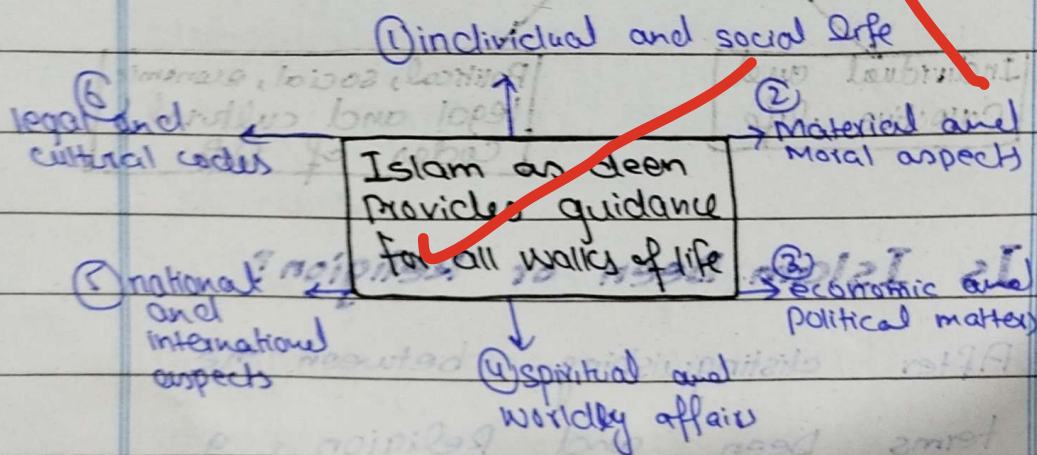 ① individual and social life
② Material and
Moral aspects
③ economic and
political matters
④ spiritual and
worldly affairs
⑤ national
and
international
aspects
⑥
legal and
cultural codes
Islam as deen
provides guidance
for all walks of life